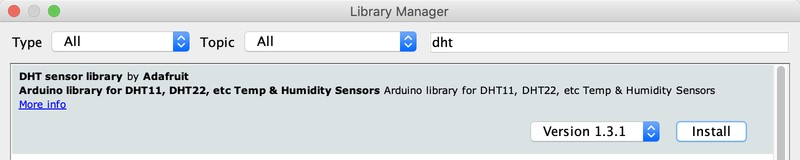 Library Manager
Type All Topic All dht
DHT sensor library by Adafruit
Arduino library for DHT11, DHT22, etc Temp & Humidity Sensors Arduino library for DHT11, DHT22, etc Temp & Humidity Sensors
More info
Version 1.3.1 Install